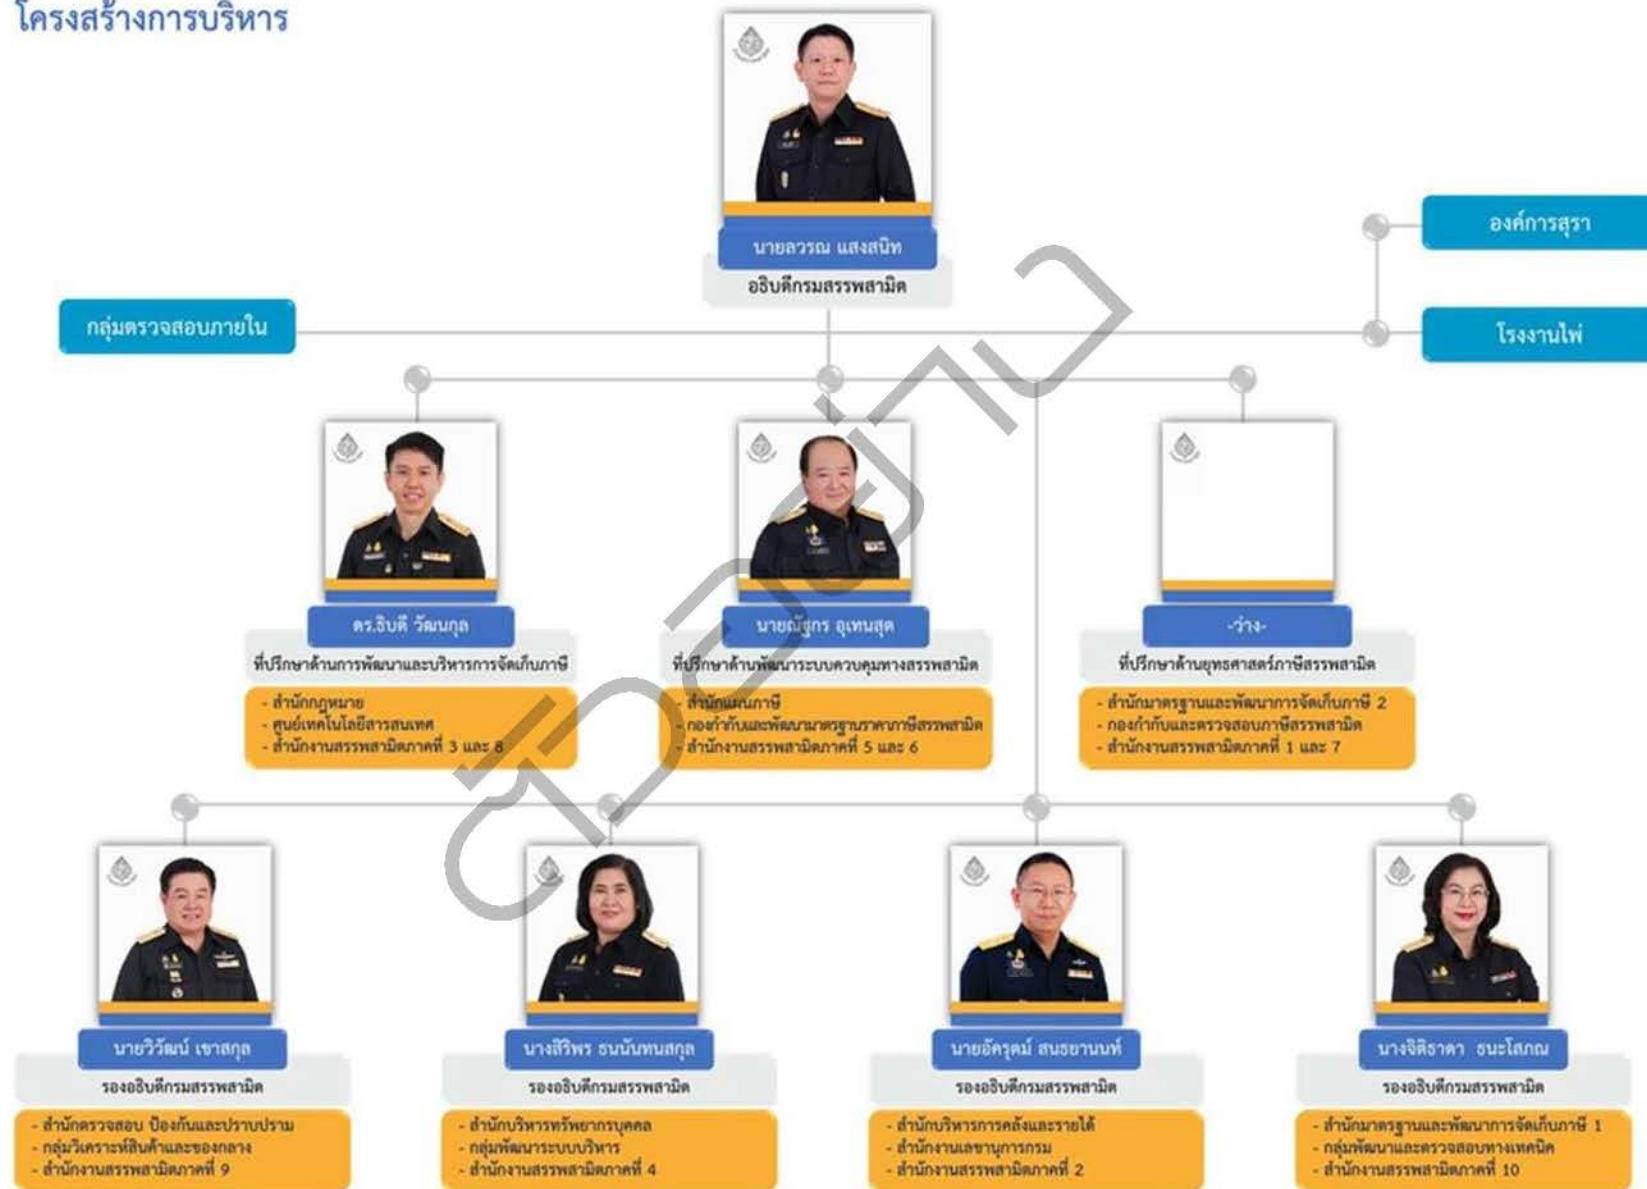 โครงสร้างการบริหาร
นายลวรณ แสงสนิท
อธิบดีกรมสรรพสามิต
องค์การสุรา
กลุ่มตรวจสอบภายใน
โรงงานไพ่
ดร.ธิบดี วัฒนกุล
ที่ปรึกษาด้านการพัฒนาและบริหารการจัดเก็บภาษี
- สำนักกฎหมาย
- ศูนย์เทคโนโลยีสารสนเทศ
- สำนักงานสรรพสามิตภาคที่ 3 และ 8
นายณัฐกร อุเทนสุต
ที่ปรึกษาด้านพัฒนาระบบควบคุมทางสรรพสามิต
- สำนักแผนภาษี
- กองกำกับและพัฒนามาตรฐานราคาภาษีสรรพสามิต
- สำนักงานสรรพสามิตภาคที่ 5 และ 6
-ว่าง-
ที่ปรึกษาด้านยุทธศาสตร์ภาษีสรรพสามิต
- สำนักมาตรฐานและพัฒนาการจัดเก็บภาษี 2
- กองกำกับและตรวจสอบภาษีสรรพสามิต
- สำนักงานสรรพสามิตภาคที่ 1 และ 7
ตัวอย่าง
นายวิวัฒน์ เขาสกุล
รองอธิบดีกรมสรรพสามิต
- สำนักตรวจสอบ ป้องกันและปราบปราม
- กลุ่มวิเคราะห์สินค้าและของกลาง
- สำนักงานสรรพสามิตภาคที่ 9
นางสิริพร ธนนันทนสกุล
รองอธิบดีกรมสรรพสามิต
- สำนักบริหารทรัพยากรบุคคล
- กลุ่มพัฒนาระบบบริหาร
- สำนักงานสรรพสามิตภาคที่ 4
นายอัครุตม์ สนธยานนท์
รองอธิบดีกรมสรรพสามิต
- สำนักบริหารการคลังและรายได้
- สำนักงานเลขานุการกรม
- สำนักงานสรรพสามิตภาคที่ 2
นางจิติธาดา ธนะโสภณ
รองอธิบดีกรมสรรพสามิต
- สำนักมาตรฐานและพัฒนาการจัดเก็บภาษี 1
- กลุ่มพัฒนาและตรวจสอบทางเทคนิค
- สำนักงานสรรพสามิตภาคที่ 10